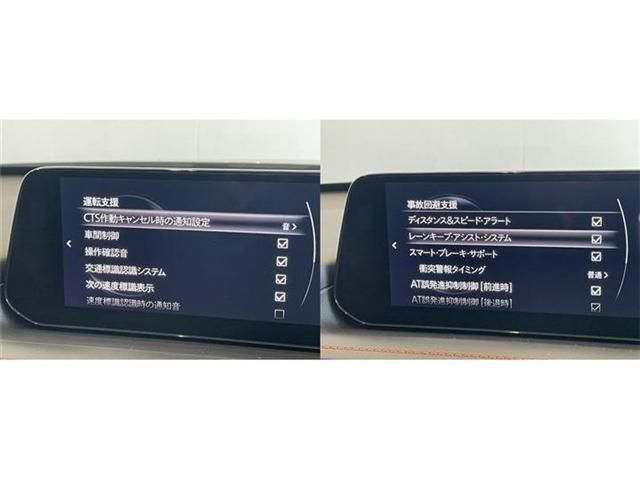 運転支援
CTS作動キャンセル時の通知設定
音
車間制御
操作確認音
交通標識認識システム
次の速度標識表示
速度標識認識時の通知音
事故回避支援
ディスタンス&スピード・アラート
レーンキープ・アシスト・システム
スマート・ブレーキ・サポート
衝突警報タイミング
普通
AT誤発進抑制制御 [前進時]
AT誤発進抑制制御 [後退時]